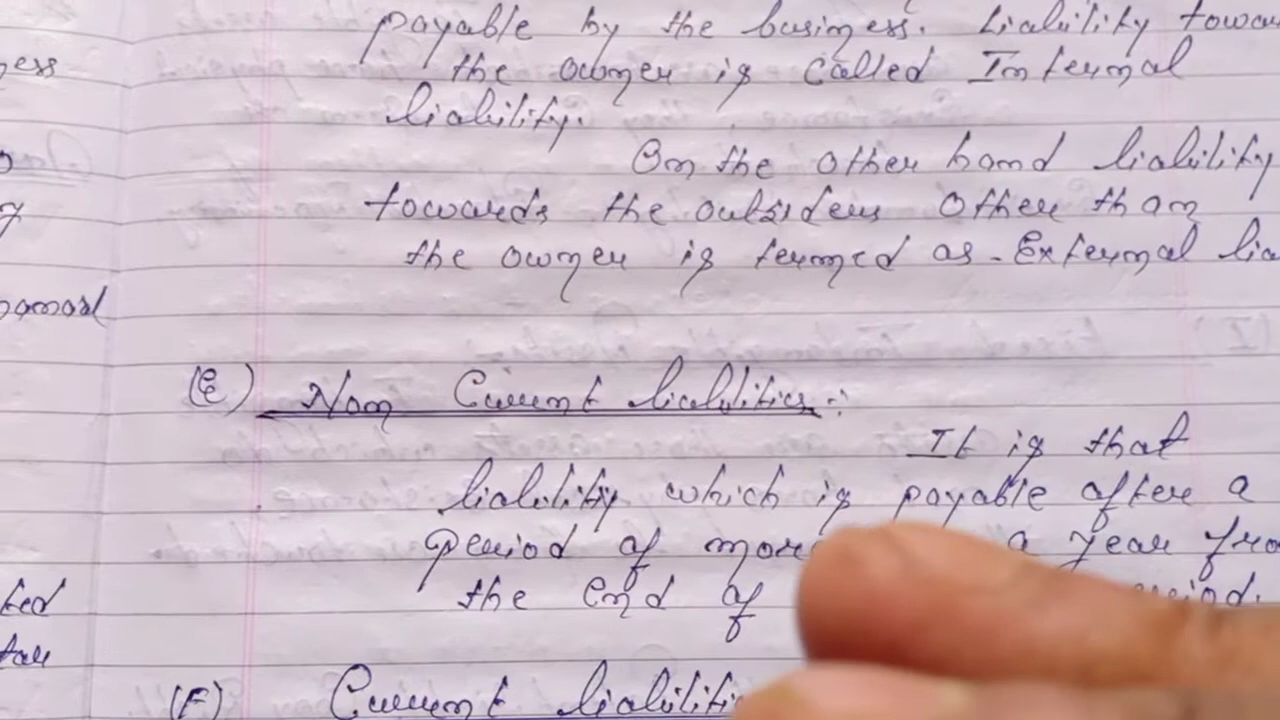 payable by the business. Liability towar
ness
the owner is called Internal
liability.
On the other hand liability
towards the outsiders other than
the owner is termed as External lia
(E) Non Current liabilities :-
It is that
liability which is payable after a
period of more a year fro
the end of
(F) Current liabiliti